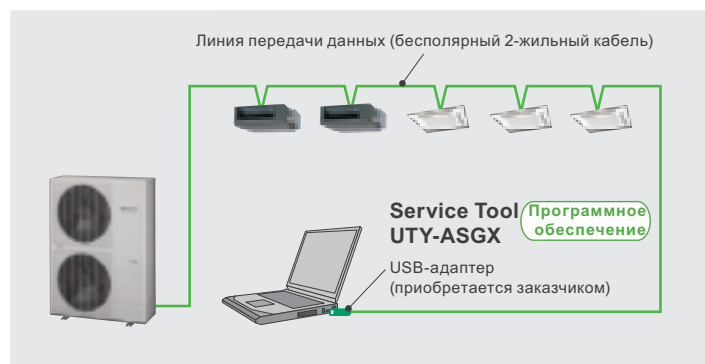 Линия передачи данных (бесполярный 2-жильный кабель)
Service Tool
UTY-ASGX
Программное
обеспечение
USB-адаптер
(приобретается заказчиком)